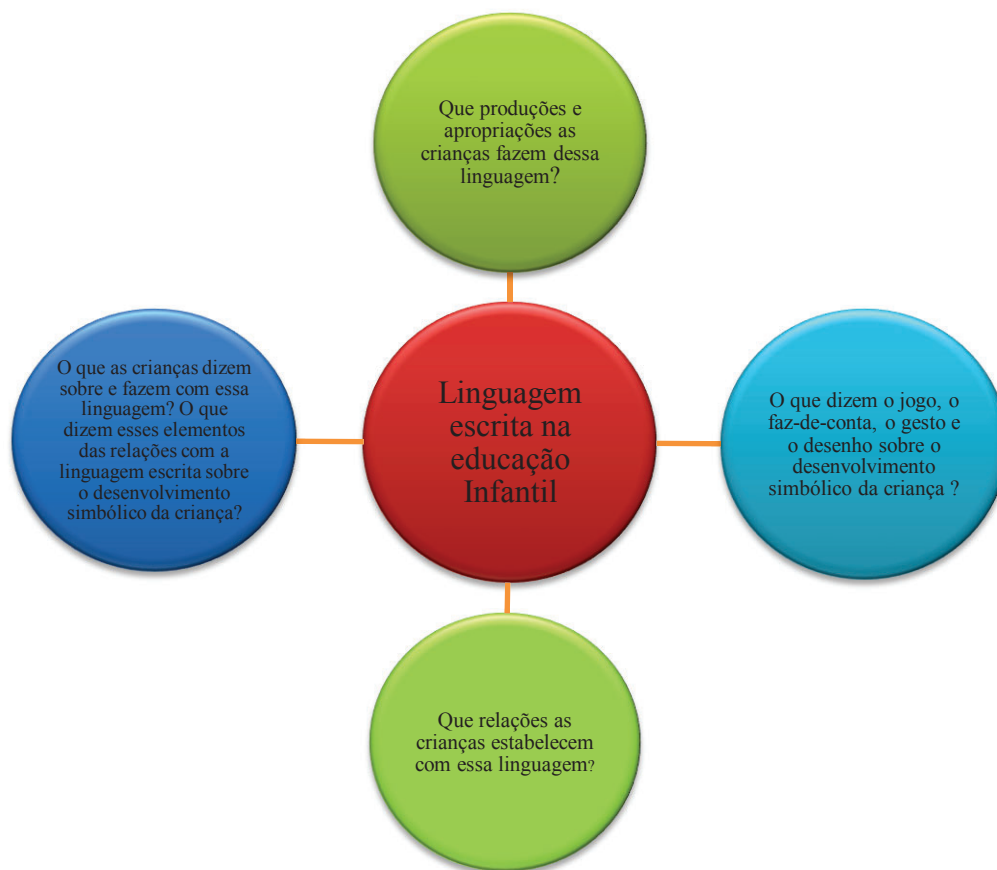 Que produções e
apropriações as
crianças fazem dessa
linguagem?
O que as crianças dizem
sobre e fazem com essa
linguagem? O que
dizem esses elementos
das relações com a
linguagem escrita sobre
o desenvolvimento
simbólico da criança?
Linguagem
escrita na
educação
Infantil
O que dizem o jogo, o
faz-de-conta, o gesto e
o desenho sobre o
desenvolvimento
simbólico da criança ?
Que relações as
crianças estabelecem
com essa linguagem?